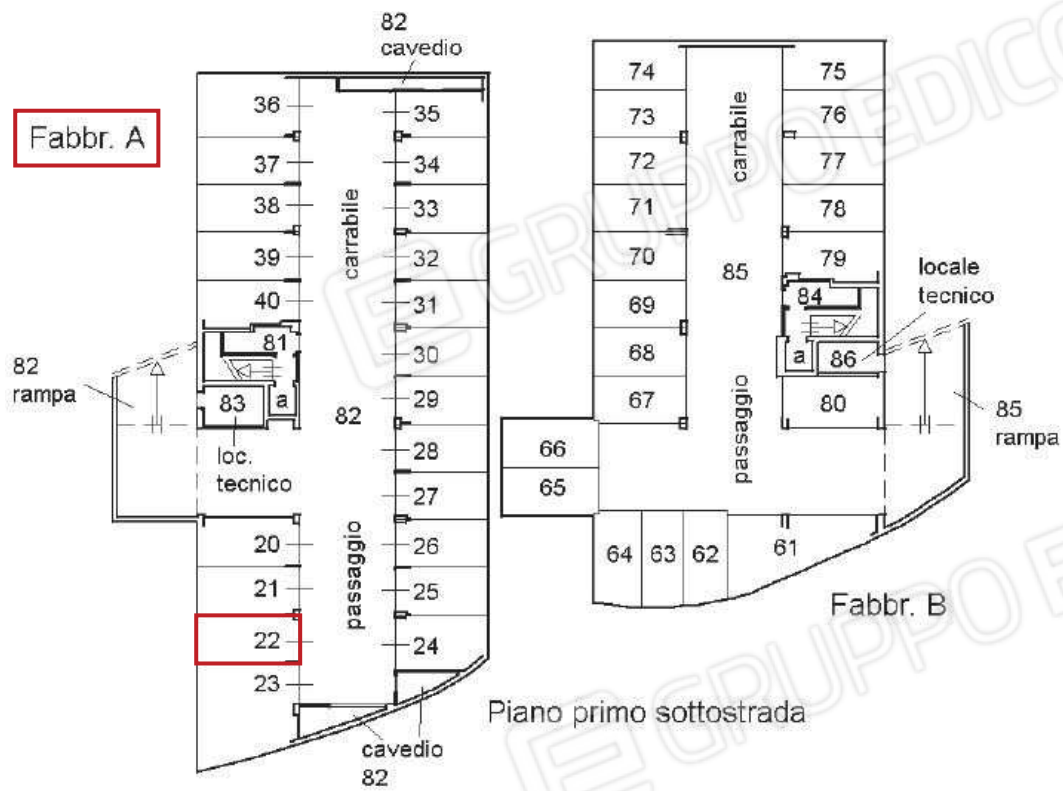 82
cavedio
Fabbr. A
36
37
38
39
40
81
83
a
loc.
tecnico
82
rampa
20
21
22
23
carrabile
82
passaggio
35
34
33
32
31
30
29
28
27
26
25
24
cavedio
82
Piano primo sottostrada
74
73
72
71
70
69
68
67
66
65
64
63
62
61
carrabile
85
passaggio
75
76
77
78
79
84
a
86
80
locale
tecnico
85
rampa
Fabbr. B
GRUPPO EDICO
GRUPPO E